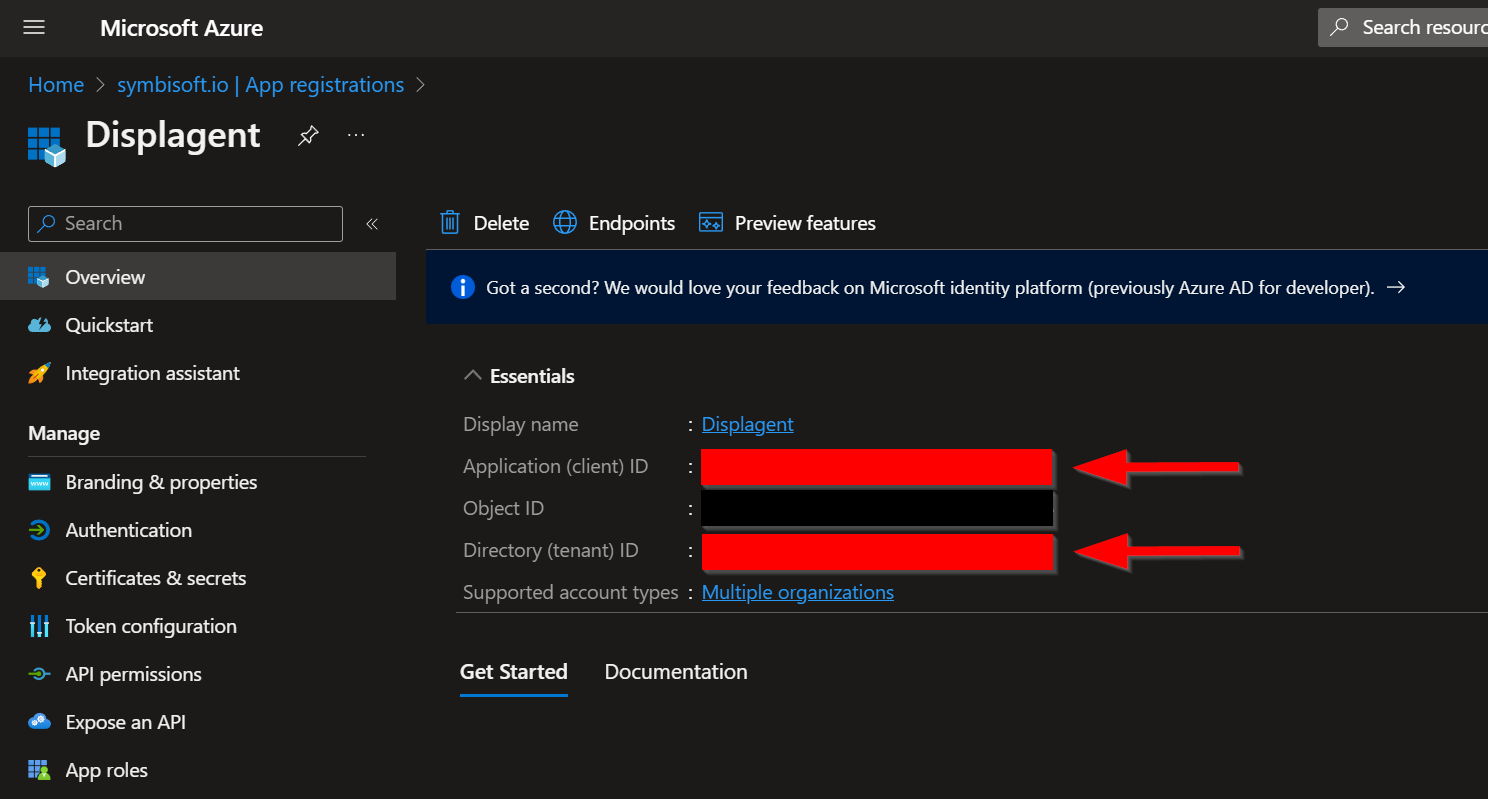 Microsoft Azure
Search resourc
Home > symbisoft.io | App registrations >
Displagent
...
Search
«
Delete Endpoints Preview features
Overview
i Got a second? We would love your feedback on Microsoft identity platform (previously Azure AD for developer). →
Quickstart
Integration assistant
Essentials
Manage
Display name : Displagent
Application (client) ID :
Branding & properties
www
Object ID :
Authentication
Directory (tenant) ID :
Certificates & secrets
Supported account types : Multiple organizations
Token configuration
API permissions
Get Started Documentation
Expose an API
App roles